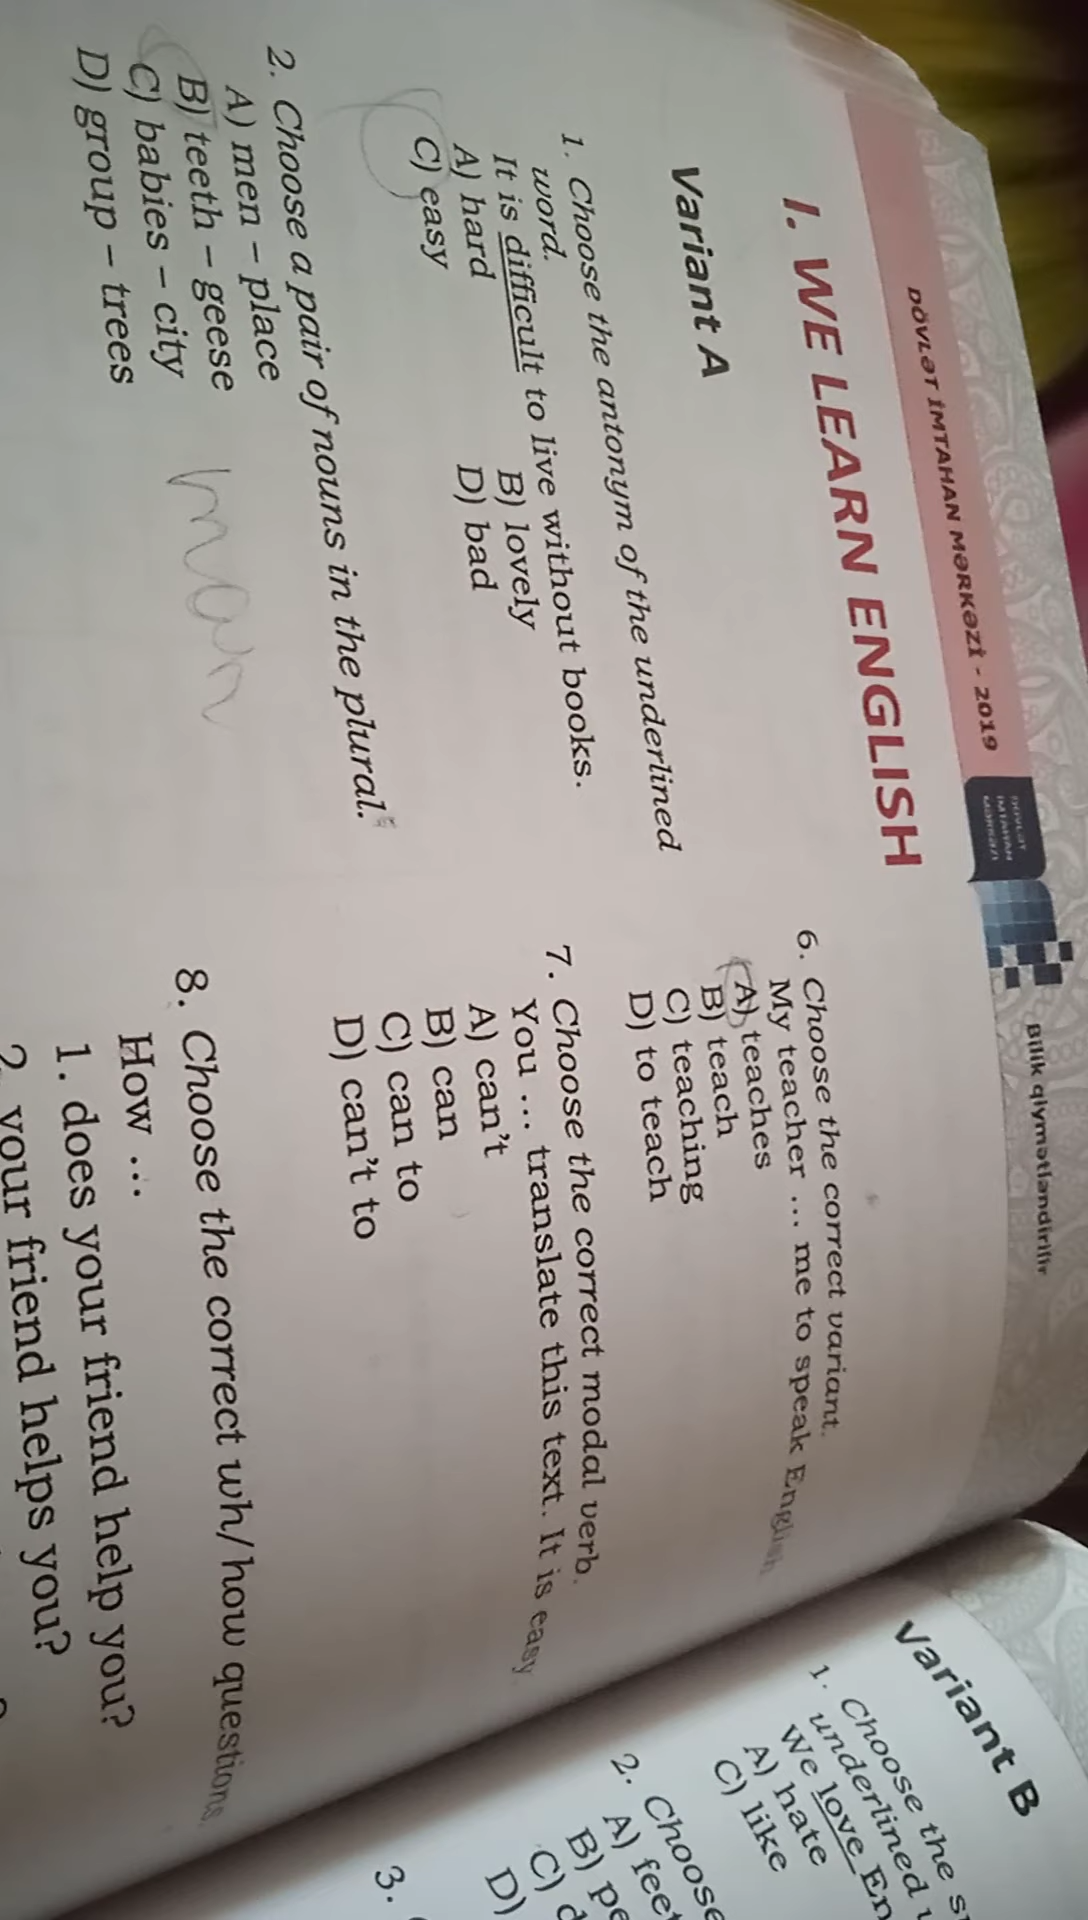 DÖVLƏT İMTAHAN MƏRKƏZİ - 2019
DÖVLƏT
İMTAHAN
MƏRKƏZİ
Bilik qiymətləndirilir
I. WE LEARN ENGLISH
Variant A
1. Choose the antonym of the underlined
word.
It is difficult to live without books.
A) hard B) lovely
C) easy D) bad
2. Choose a pair of nouns in the plural.
A) men – place
B) teeth – geese
C) babies – city
D) group – trees
man
6. Choose the correct variant.
My teacher ... me to speak English
A) teaches
B) teach
C) teaching
D) to teach
7. Choose the correct modal verb.
You ... translate this text. It is easy.
A) can't
B) can
C) can to
D) can't to
8. Choose the correct wh/how questions.
How ...
1. does your friend help you?
2. your friend helps you?
Variant B
1. Choose the
underlined
We love En
A) hate
C) like
2. Choose
A) feet
B) pe
C)
D)
3.